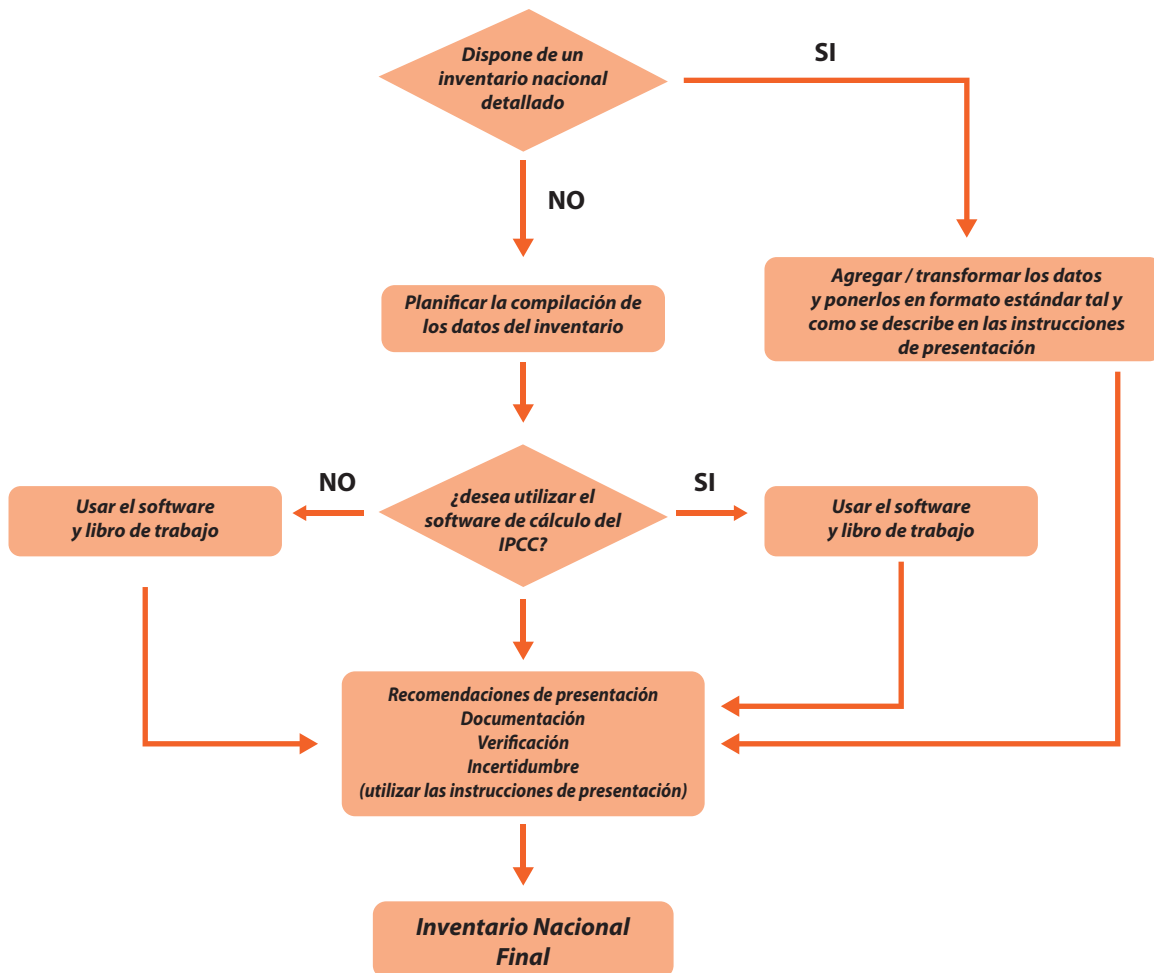 Dispone de un
inventario nacional
detallado
SI
NO
Planificar la compilación de
los datos del inventario
Agregar / transformar los datos
y ponerlos en formato estándar tal y
como se describe en las instrucciones
de presentación
NO
¿desea utilizar el
software de cálculo del
IPCC?
SI
Usar el software
y libro de trabajo
Usar el software
y libro de trabajo
Recomendaciones de presentación
Documentación
Verificación
Incertidumbre
(utilizar las instrucciones de presentación)
Inventario Nacional
Final